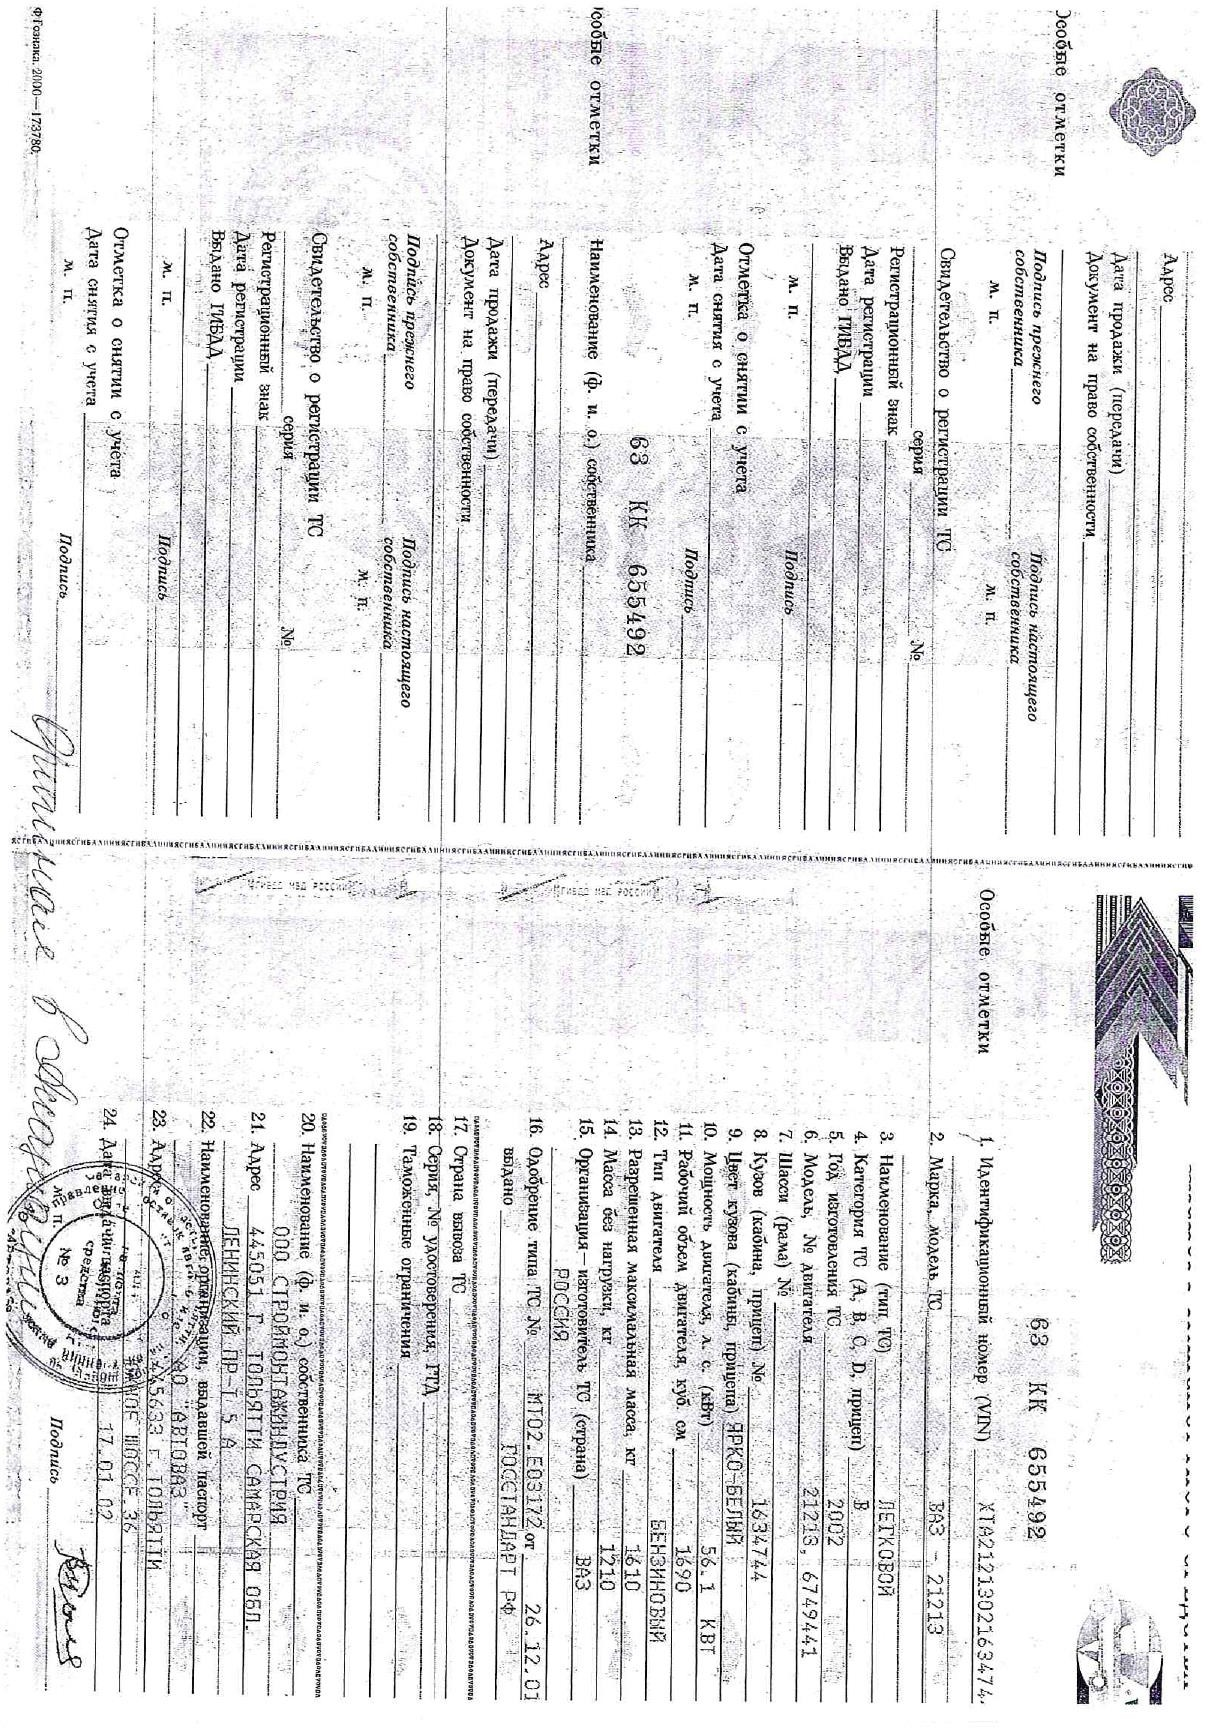 63 КК 655492
Особые отметки
1. Идентификационный номер (VIN) XTA2121302163474
2. Марка, модель ТС ВАЗ - 21213
3. Наименование (тип ТС) ЛЕГКОВОЙ
4. Категория ТС (А, В, С, D, прицеп) В
5. Год изготовления ТС 2002
6. Модель, № двигателя 21213, 6749441
7. Шасси (рама) №
8. Кузов (кабина, прицеп) № 1634744
9. Цвет кузова (кабины, прицепа) ЯРКО-БЕЛЫЙ
10. Мощность двигателя, л. с. (кВт) 56.1 КВТ
11. Рабочий объем двигателя, куб. см 1690
12. Тип двигателя БЕНЗИНОВЫЙ
13. Разрешенная максимальная масса, кг 1610
14. Масса без нагрузки, кг 1210
15. Организация — изготовитель ТС (страна) ВАЗ
РОССИЯ
16. Одобрение типа ТС № МТ02.Е03172 от 26.12.01
выдано ГОССТАНДАРТ РФ
17. Страна вывоза ТС
18. Серия, № удостоверения, ГТД
19. Таможенные ограничения
20. Наименование (ф. и. о.) собственника ТС
ООО СТРОЙМОНТАЖИНДУСТРИЯ
21. Адрес 445051 Г. ТОЛЬЯТТИ САМАРСКАЯ ОБЛ.
ЛЕНИНСКИЙ ПР-Т 5 А
22. Наименование организации, выдавшей паспорт
АО "АВТОВАЗ"
23. Адрес 445633 г. ТОЛЬЯТТИ
ЮЖНОЕ ШОССЕ, 36
24. Дата выдачи паспорта 17.01.02
М. П.
Подпись
№ 3
Адрес
Дата продажи (передачи)
Документ на право собственности
Подпись прежнего собственника
Подпись настоящего собственника
м. п.
м. п.
Особые отметки
Свидетельство о регистрации ТС
серия №
Регистрационный знак
Дата регистрации
Выдано ГИБДД
м. п. Подпись
Отметка о снятии с учета
Дата снятия с учета
м. п. Подпись
63 КК 655492
Наименование (ф. и. о.) собственника
собые отметки
Адрес
Дата продажи (передачи)
Документ на право собственности
Подпись прежнего собственника
Подпись настоящего собственника
м. п.
м. п.
Свидетельство о регистрации ТС
серия №
Регистрационный знак
Дата регистрации
Выдано ГИБДД
м. п. Подпись
Отметка о снятии с учета
Дата снятия с учета
м. п. Подпись
Ф Гознака. 2000—173780.
Оригинал в